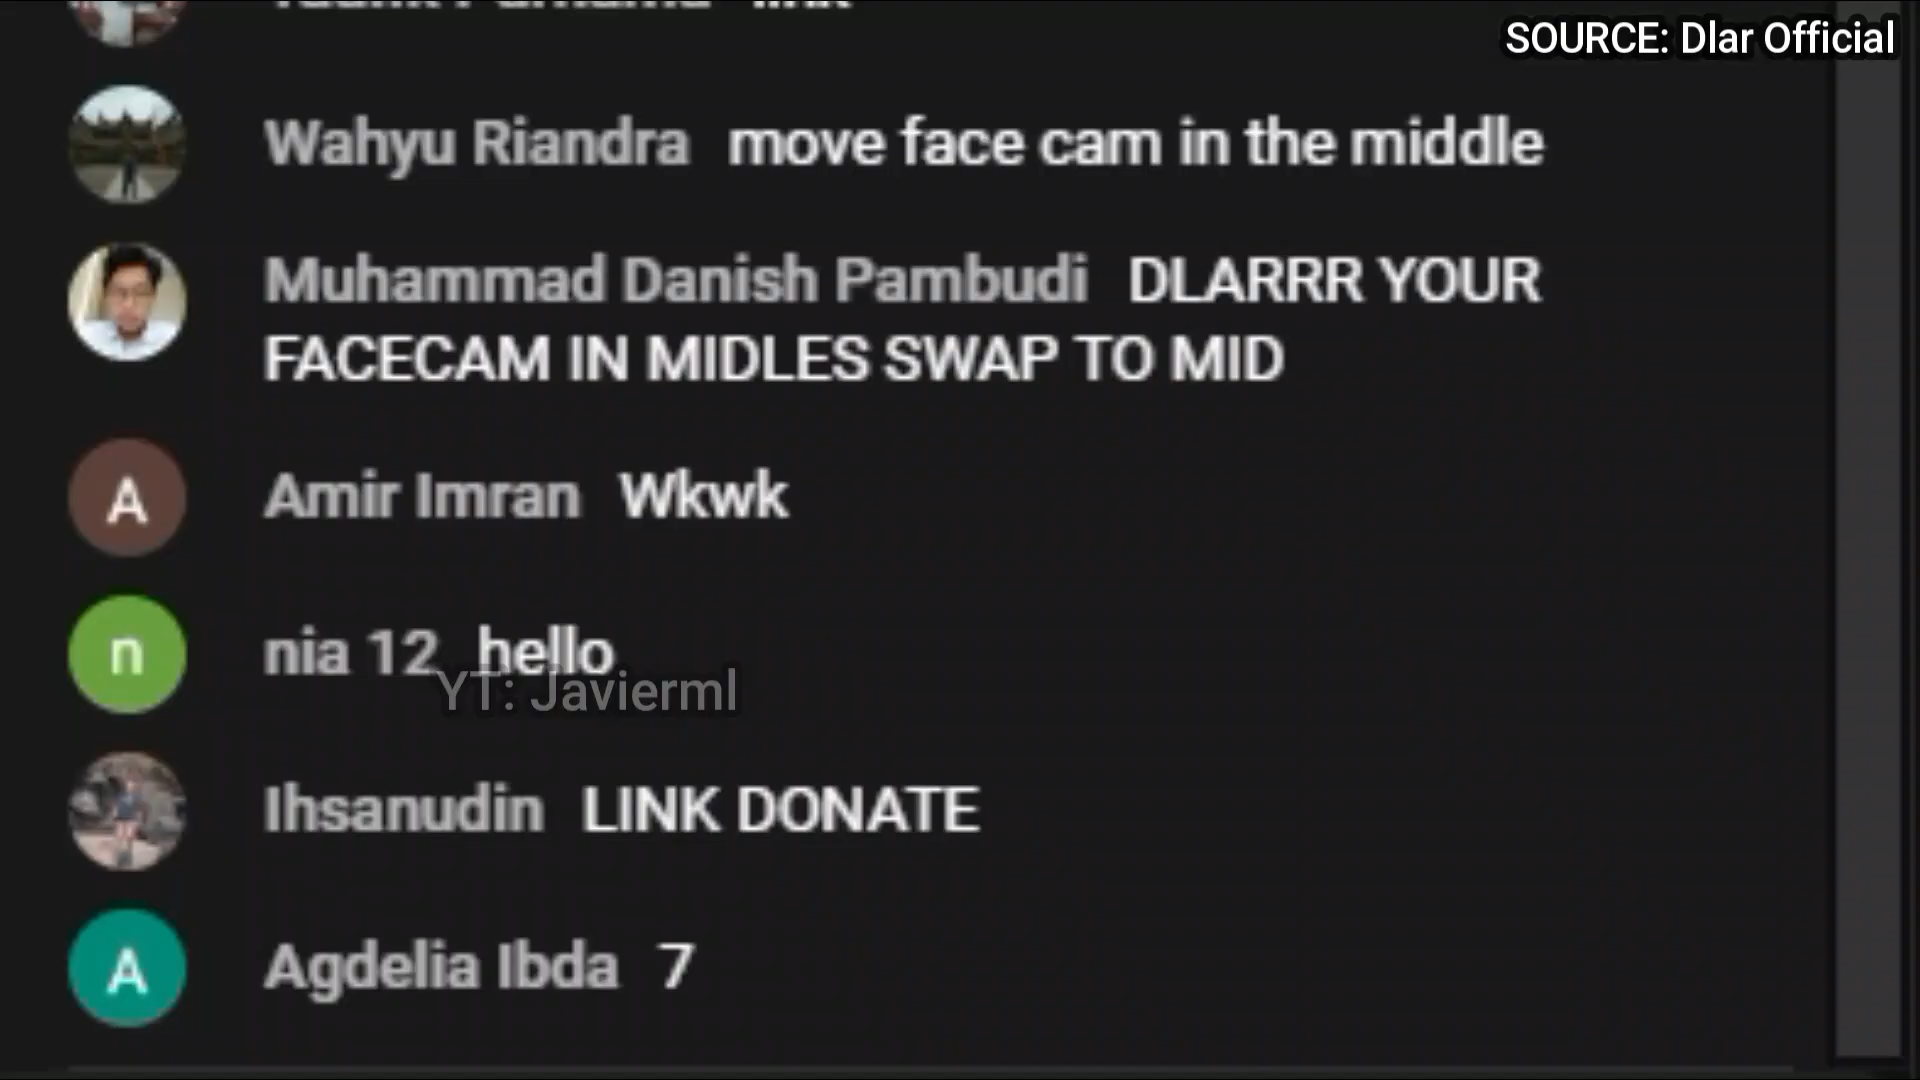 SOURCE: Dlar Official
Wahyu Riandra move face cam in the middle
Muhammad Danish Pambudi DLARRR YOUR
FACECAM IN MIDLES SWAP TO MID
A Amir Imran Wkwk
n nia 12 hello
YT: Javierml
Ihsanudin LINK DONATE
A Agdelia Ibda 7